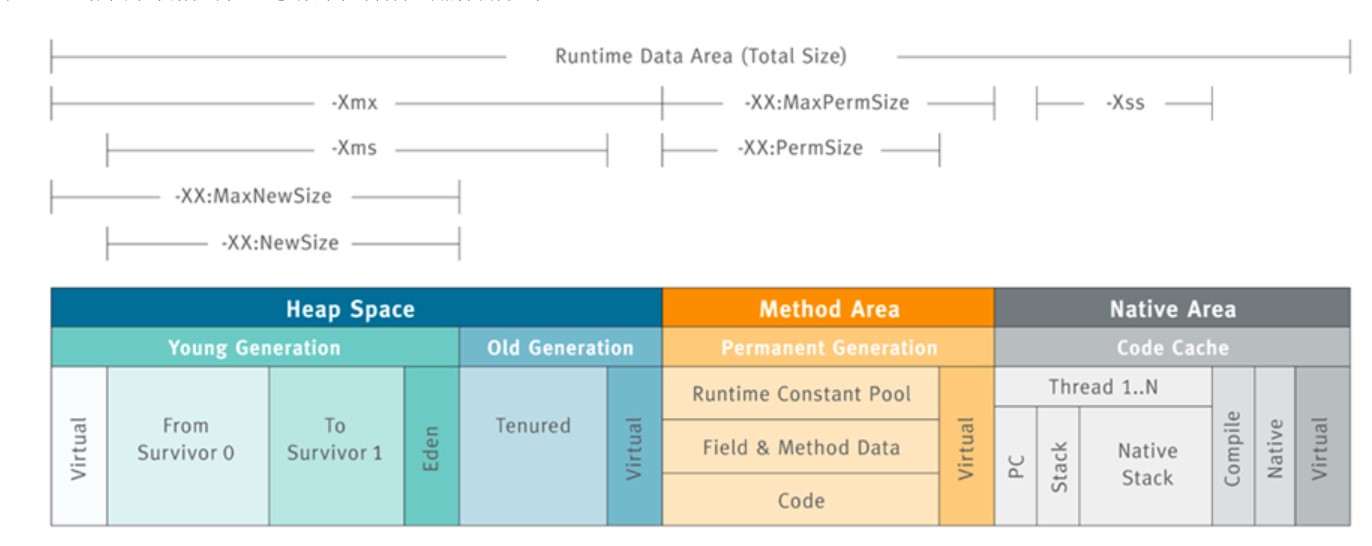 Runtime Data Area (Total Size)
-Xmx
-XX:MaxPermSize
-Xss
-Xms
-XX:PermSize
-XX:MaxNewSize
-XX:NewSize
Heap Space
Method Area
Native Area
Young Generation
Old Generation
Permanent Generation
Code Cache
Virtual
From
Survivor 0
To
Survivor 1
Eden
Tenured
Virtual
Runtime Constant Pool
Field & Method Data
Code
Virtual
Thread 1..N
PC
Stack
Native
Stack
Compile
Native
Virtual